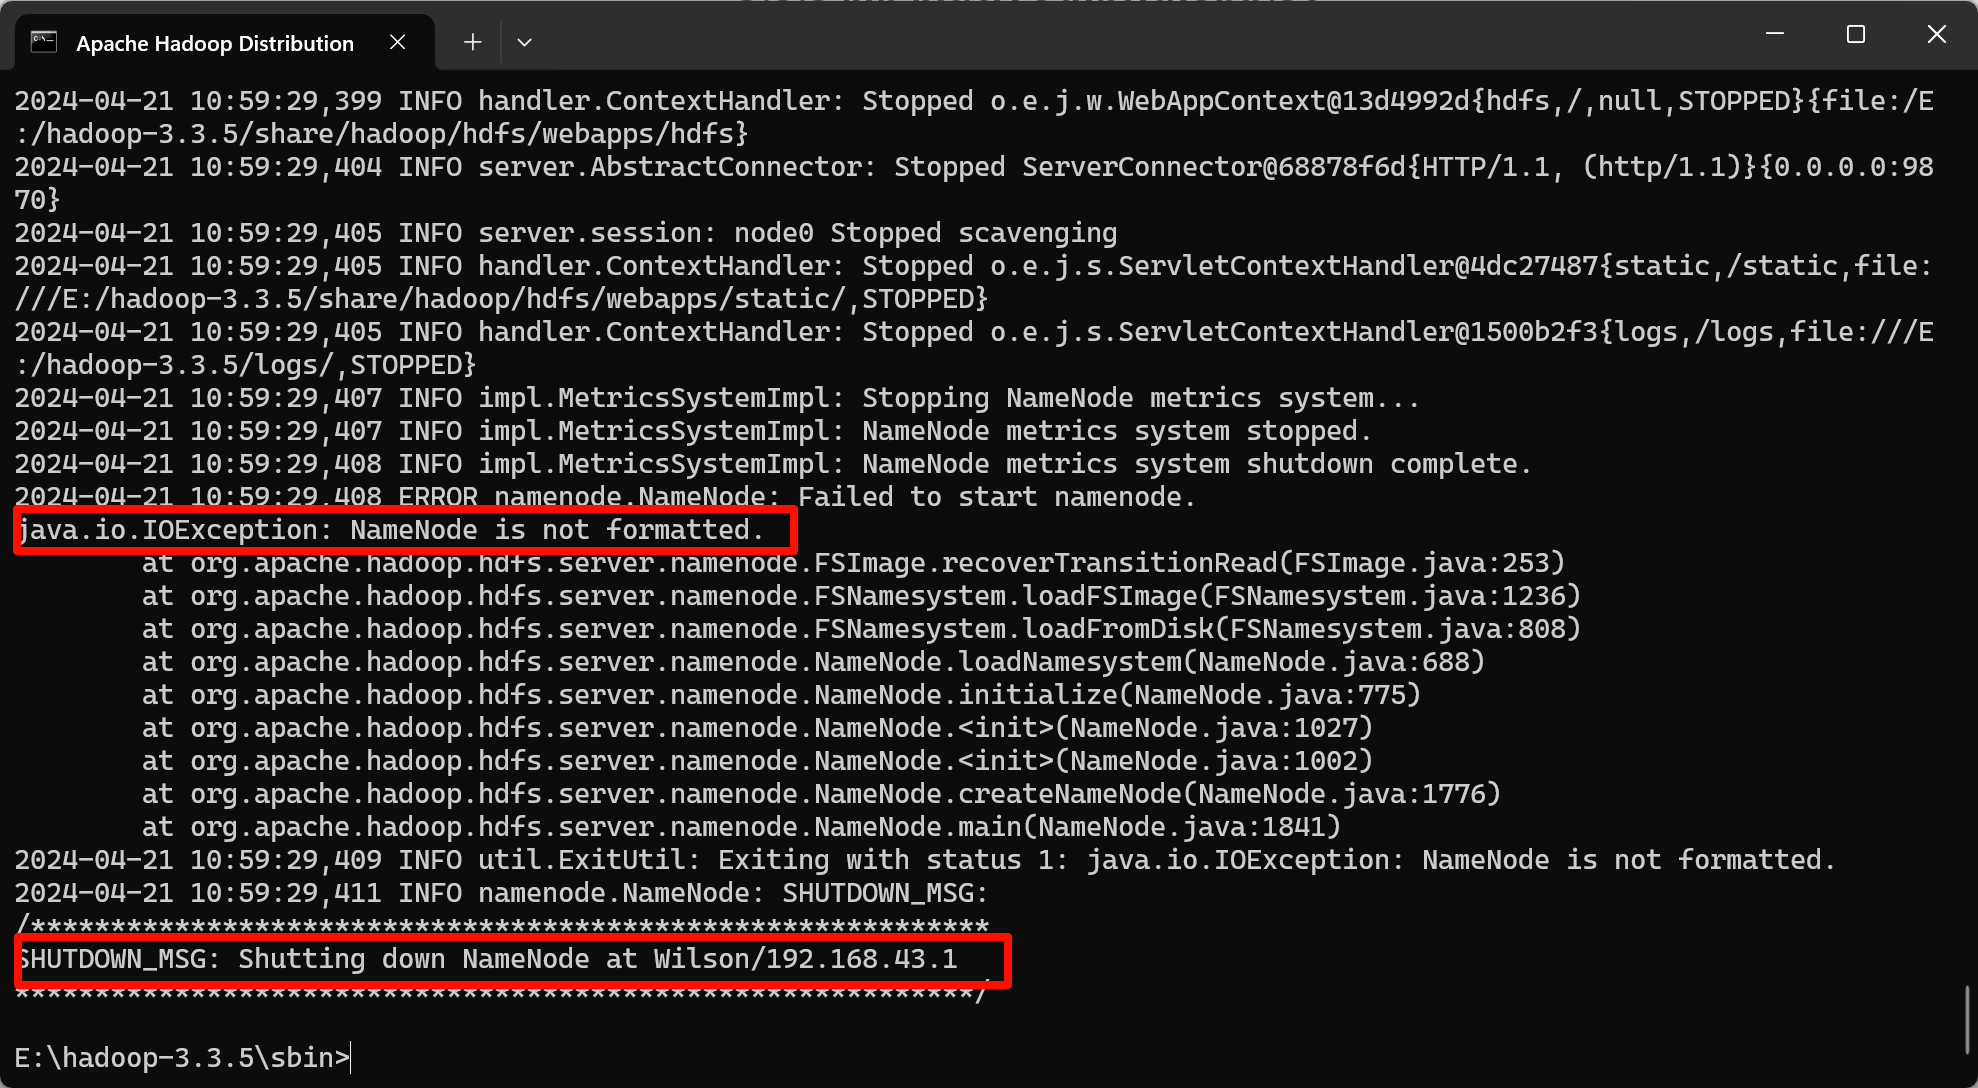 Apache Hadoop Distribution
2024-04-21 10:59:29,399 INFO handler.ContextHandler: Stopped o.e.j.w.WebAppContext@13d4992d{hdfs,/,null,STOPPED}{file:/E
:/hadoop-3.3.5/share/hadoop/hdfs/webapps/hdfs}
2024-04-21 10:59:29,404 INFO server.AbstractConnector: Stopped ServerConnector@68878f6d{HTTP/1.1, (http/1.1)}{0.0.0.0:98
70}
2024-04-21 10:59:29,405 INFO server.session: node0 Stopped scavenging
2024-04-21 10:59:29,405 INFO handler.ContextHandler: Stopped o.e.j.s.ServletContextHandler@4dc27487{static,/static,file:
///E:/hadoop-3.3.5/share/hadoop/hdfs/webapps/static/,STOPPED}
2024-04-21 10:59:29,405 INFO handler.ContextHandler: Stopped o.e.j.s.ServletContextHandler@1500b2f3{logs,/logs,file:///E
:/hadoop-3.3.5/logs/,STOPPED}
2024-04-21 10:59:29,407 INFO impl.MetricsSystemImpl: Stopping NameNode metrics system...
2024-04-21 10:59:29,407 INFO impl.MetricsSystemImpl: NameNode metrics system stopped.
2024-04-21 10:59:29,408 INFO impl.MetricsSystemImpl: NameNode metrics system shutdown complete.
2024-04-21 10:59:29,408 ERROR namenode.NameNode: Failed to start namenode.
java.io.IOException: NameNode is not formatted.
at org.apache.hadoop.hdfs.server.namenode.FSImage.recoverTransitionRead(FSImage.java:253)
at org.apache.hadoop.hdfs.server.namenode.FSNamesystem.loadFSImage(FSNamesystem.java:1236)
at org.apache.hadoop.hdfs.server.namenode.FSNamesystem.loadFromDisk(FSNamesystem.java:808)
at org.apache.hadoop.hdfs.server.namenode.NameNode.loadNamesystem(NameNode.java:688)
at org.apache.hadoop.hdfs.server.namenode.NameNode.initialize(NameNode.java:775)
at org.apache.hadoop.hdfs.server.namenode.NameNode.<init>(NameNode.java:1027)
at org.apache.hadoop.hdfs.server.namenode.NameNode.<init>(NameNode.java:1002)
at org.apache.hadoop.hdfs.server.namenode.NameNode.createNameNode(NameNode.java:1776)
at org.apache.hadoop.hdfs.server.namenode.NameNode.main(NameNode.java:1841)
2024-04-21 10:59:29,409 INFO util.ExitUtil: Exiting with status 1: java.io.IOException: NameNode is not formatted.
2024-04-21 10:59:29,411 INFO namenode.NameNode: SHUTDOWN_MSG:
/************************************************************
SHUTDOWN_MSG: Shutting down NameNode at Wilson/192.168.43.1
************************************************************/
E:\hadoop-3.3.5\sbin>